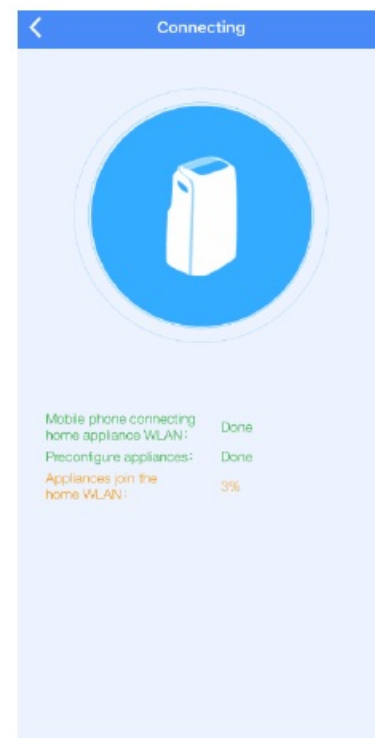 Connecting
Mobile phone connecting
home appliance WLAN: Done
Preconfigure appliances: Done
Appliances join the
home WLAN: 3%